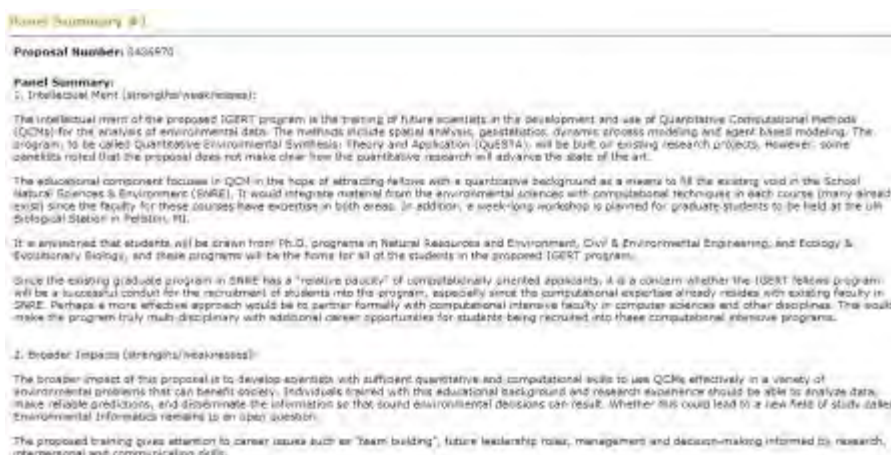 Panel Summary #1
Proposal Number: 0436970
Panel Summary:
1. Intellectual Merit (strengths/weaknesses):
The intellectual merit of the proposed IGERT program is the training of future scientists in the development and use of Quantitative Computational Methods
(QCMs) for the analysis of environmental data. The methods include spatial analysis, geostatistics, dynamic process modeling and agent based modeling. The
program, to be called Quantitative Environmental Synthesis: Theory and Application (QuESTA), will be built on existing research projects. However, some
panelists noted that the proposal does not make clear how the quantitative research will advance the state of the art.
The educational component focuses in QCM in the hope of attracting fellows with a quantitative background as a means to fill the existing void in the School
Natural Sciences & Environment (SNRE). It would integrate material from the environmental sciences with computational techniques in each course (many already
exist) since the faculty for these courses have expertise in both areas. In addition, a week-long workshop is planned for graduate students to be held at the UM
Biological Station in Pellston, MI.
It is envisioned that students will be drawn from Ph.D. programs in Natural Resources and Environment, Civil & Environmental Engineering, and Ecology &
Evolutionary Biology, and these programs will be the home for all of the students in the proposed IGERT program.
Since the existing graduate program in SNRE has a "relative paucity" of computationally oriented applicants, it is a concern whether the IGERT fellows program
will be a successful conduit for the recruitment of students into the program, especially since the computational expertise already resides with existing faculty in
SNRE. Perhaps a more effective approach would be to partner formally with computational intensive faculty in computer sciences and other disciplines. This would
make the program truly multi-disciplinary with additional career opportunities for students being recruited into these computational intensive programs.
2. Broader Impacts (strengths/weaknesses):
The broader impact of this proposal is to develop scientists with sufficient quantitative and computational skills to use QCMs effectively in a variety of
environmental problems that can benefit society. Individuals trained with this educational background and research experience should be able to analyze data,
make reliable predictions, and disseminate the information so that sound environmental decisions can result. Whether this could lead to a new field of study called
Environmental Informatics remains to an open question.
The proposed training gives attention to career issues such as "team building", future leadership roles, management and decision-making informed by research,
interpersonal and communication skills.